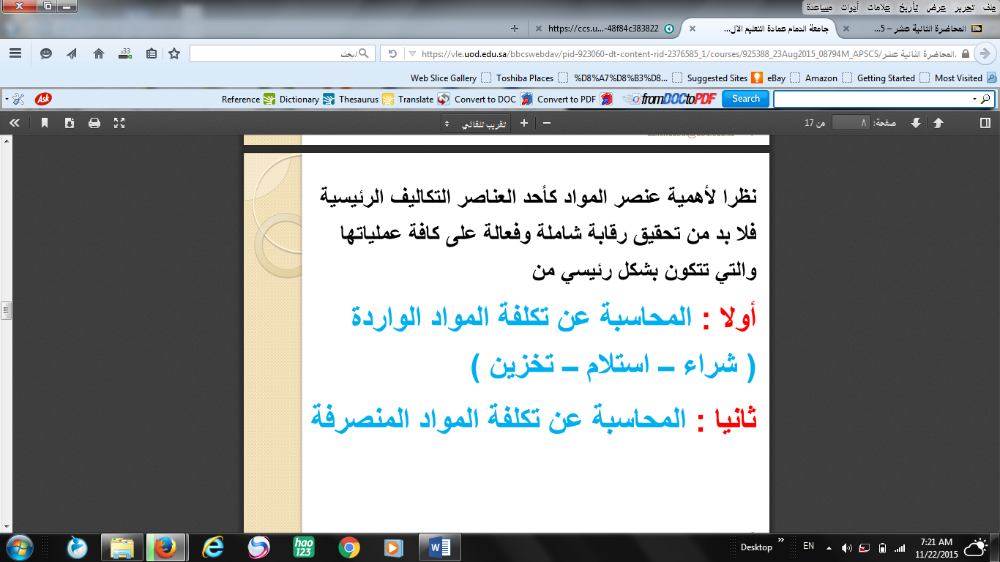 ملف تحرير عرض تأريخ علامات أدوات مساعدة
المحاضرة الثانية عشر – 5...
جامعة الدمام عمادة التعليم الال...
https://ccs.u...-48f84c383822
https://vle.uod.edu.sa/bbcswebdav/pid-923060-dt-content-rid-2376585_1/courses/925388_23Aug2015_08794M_APSCS/المحاضرة الثانية عشر.
بحث
33
Web Slice Gallery Toshiba Places %D8%A7%D8%B3%D8... Suggested Sites eBay Amazon Getting Started Most Visited
Ask Reference Dictionary Thesaurus Translate Convert to DOC Convert to PDF fromDOCtoPDF Search
صفحة: ٨ من 17
تقريب تلقائي
نظرا لأهمية عنصر المواد كأحد العناصر التكاليف الرئيسية
فلا بد من تحقيق رقابة شاملة وفعالة على كافة عملياتها
والتي تتكون بشكل رئيسي من
أولا : المحاسبة عن تكلفة المواد الواردة
( شراء – استلام – تخزين )
ثانيا : المحاسبة عن تكلفة المواد المنصرفة
hao
123
Desktop
EN
7:21 AM
11/22/2015